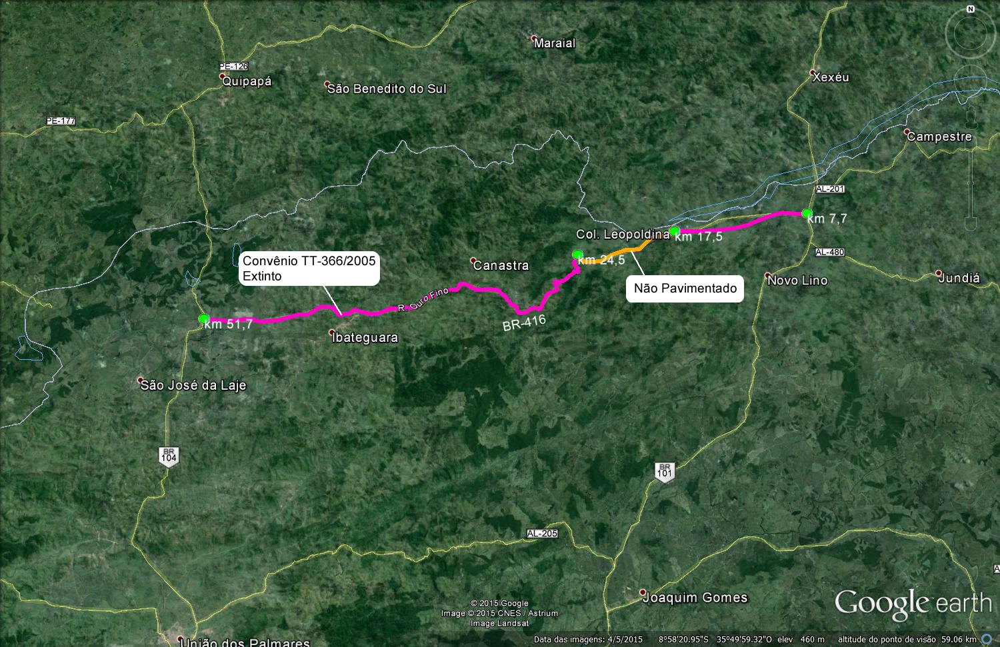 N
Maraial
PE-126
Quipapá
São Benedito do Sul
Xexéu
PE-177
Campestre
AL-201
km 7,7
Col. Leopoldina
km 17,5
Convênio TT-366/2005
Extinto
km 24,5
AL-480
Canastra
Jundiá
Novo Lino
Não Pavimentado
R. Ouro Fino
km 51,7
BR-416
Ibateguara
São José da Laje
BR
104
BR
101
AL-205
A
Joaquim Gomes
© 2015 Google
Image © 2015 CNES / Astrium
Image Landsat
Google earth
União dos Palmares
Data das imagens: 4/5/2015 8°58'20.95"S 35°49'59.32"O elev 460 m altitude do ponto de visão 59.06 km